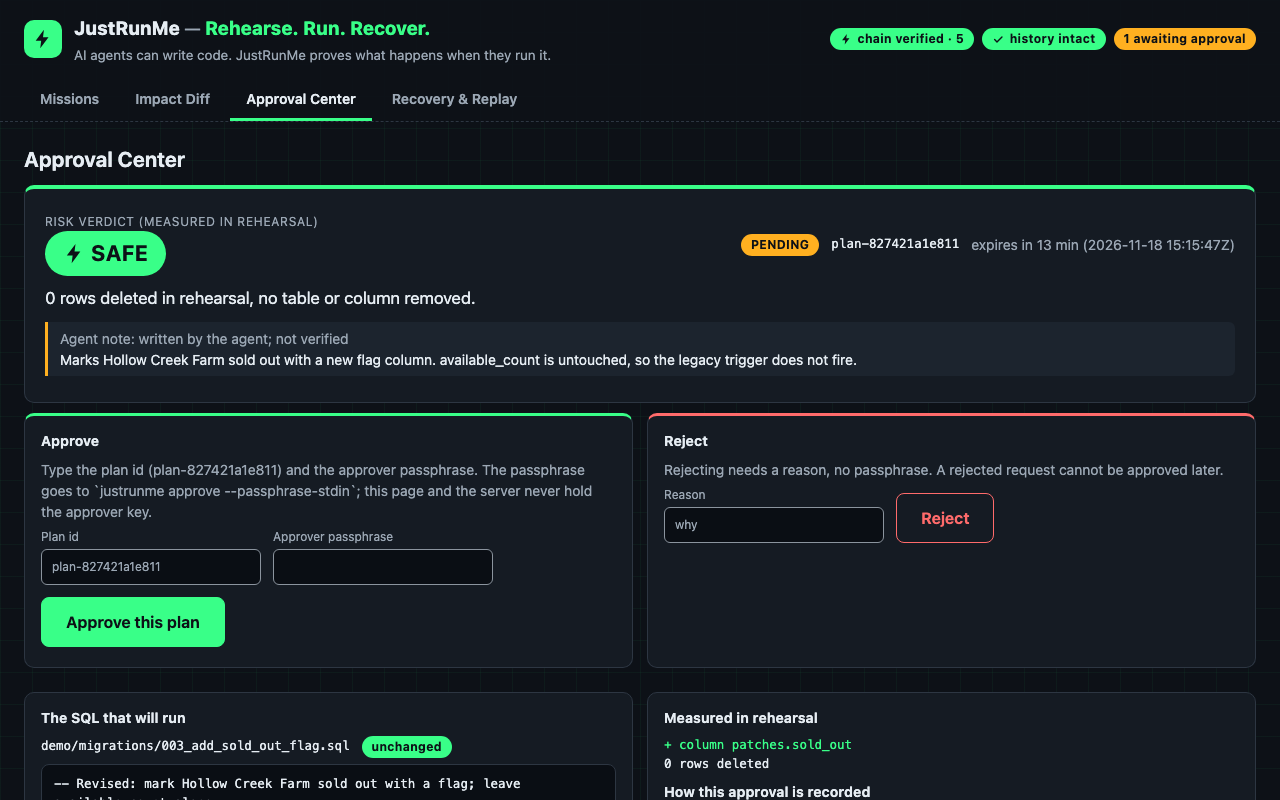 JustRunMe — Rehearse. Run. Recover.
AI agents can write code. JustRunMe proves what happens when they run it.
chain verified · 5
history intact
1 awaiting approval
Missions
Impact Diff
Approval Center
Recovery & Replay
Approval Center
RISK VERDICT (MEASURED IN REHEARSAL)
SAFE
PENDING plan-827421a1e811 expires in 13 min (2026-11-18 15:15:47Z)
0 rows deleted in rehearsal, no table or column removed.
Agent note: written by the agent; not verified
Marks Hollow Creek Farm sold out with a new flag column. available_count is untouched, so the legacy trigger does not fire.
Approve
Type the plan id (plan-827421a1e811) and the approver passphrase. The passphrase
goes to `justrunme approve --passphrase-stdin`; this page and the server never hold
the approver key.
Plan id
Approver passphrase
plan-827421a1e811
Approve this plan
Reject
Rejecting needs a reason, no passphrase. A rejected request cannot be approved later.
Reason
why
Reject
The SQL that will run
demo/migrations/003_add_sold_out_flag.sql unchanged
-- Revised: mark Hollow Creek Farm sold out with a flag; leave
Measured in rehearsal
+ column patches.sold_out
0 rows deleted
How this approval is recorded